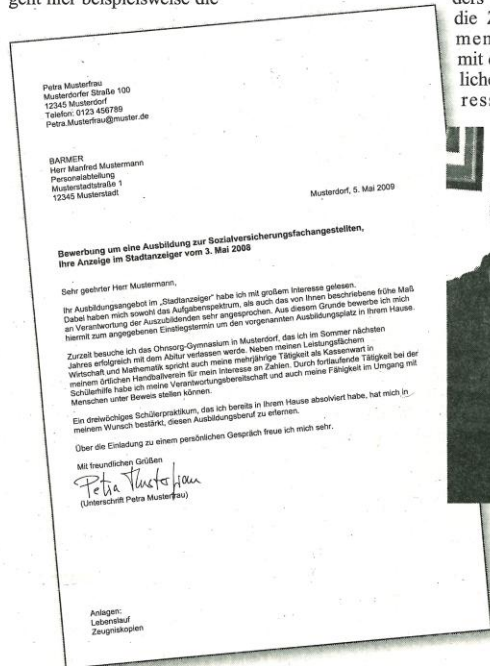 geht hier beispielsweise die
ders
die
men
mit
liche
ress
Petra Musterfrau
Musterdorfer Straße 100
12345 Musterdorf
Telefon: 0123 456789
Petra.Musterfrau@muster.de
BARMER
Herr Manfred Mustermann
Personalabteilung
Musterstadtstraße 1
12345 Musterstadt
Musterdorf, 5. Mai 2009
Bewerbung um eine Ausbildung zur Sozialversicherungsfachangestellten,
Ihre Anzeige im Stadtanzeiger vom 3. Mai 2008
Sehr geehrter Herr Mustermann,
Ihr Ausbildungsangebot im „Stadtanzeiger" habe ich mit großem Interesse gelesen.
Dabei haben mich sowohl das Aufgabenspektrum, als auch das von Ihnen beschriebene frühe Maß
an Verantwortung der Auszubildenden sehr angesprochen. Aus diesem Grunde bewerbe ich mich
hiermit zum angegebenen Einstiegstermin um den vorgenannten Ausbildungsplatz in Ihrem Hause.
Zurzeit besuche ich das Ohnsorg-Gymnasium in Musterdorf, das ich im Sommer nächsten
Jahres erfolgreich mit dem Abitur verlassen werde. Neben meinen Leistungsfächern
Wirtschaft und Mathematik spricht auch meine mehrjährige Tätigkeit als Kassenwart in
meinem örtlichen Handballverein für mein Interesse an Zahlen. Durch fortlaufende Tätigkeit bei der
Schülerhilfe habe ich meine Verantwortungsbereitschaft und auch meine Fähigkeit im Umgang mit
Menschen unter Beweis stellen können.
Ein dreiwöchiges Schülerpraktikum, das ich bereits in Ihrem Hause absolviert habe, hat mich in
meinem Wunsch bestärkt, diesen Ausbildungsberuf zu erlernen.
Über die Einladung zu einem persönlichen Gespräch freue ich mich sehr.
Mit freundlichen Grüßen
Petra Musterfrau
(Unterschrift Petra Musterfrau)
Anlagen:
Lebenslauf
Zeugniskopien